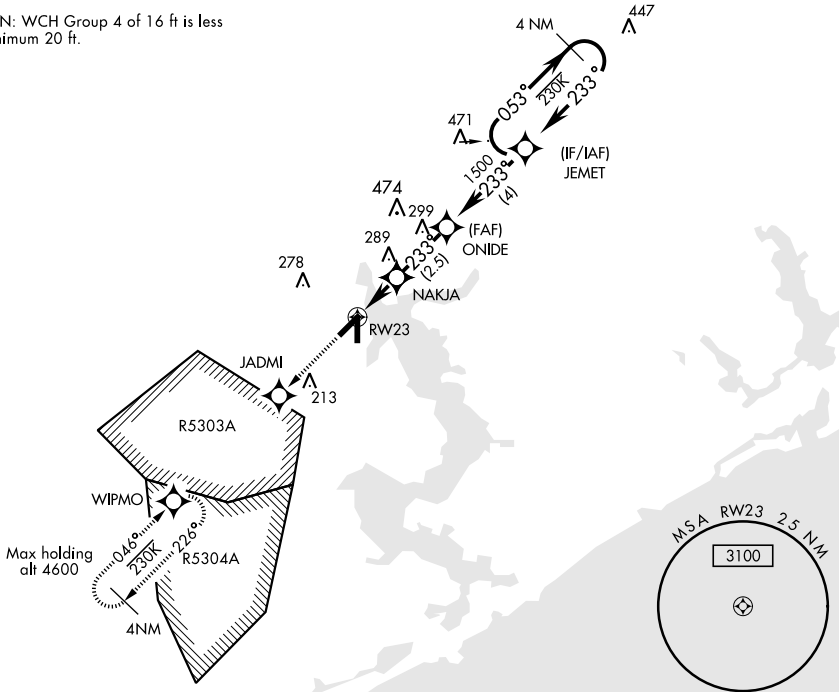 N: WCH Group 4 of 16 ft is less
imum 20 ft.
447
4 NM
053°
230K
233°
471
(IF/IAF)
JEMET
1500
233°
(4)
474
299
(FAF)
ONIDE
289
233°
(2.5)
278
NAKJA
RW23
JADMI
213
R5303A
WIPMO
046°
230K
226°
R5304A
Max holding
alt 4600
4NM
MSA RW23 25 NM
3100